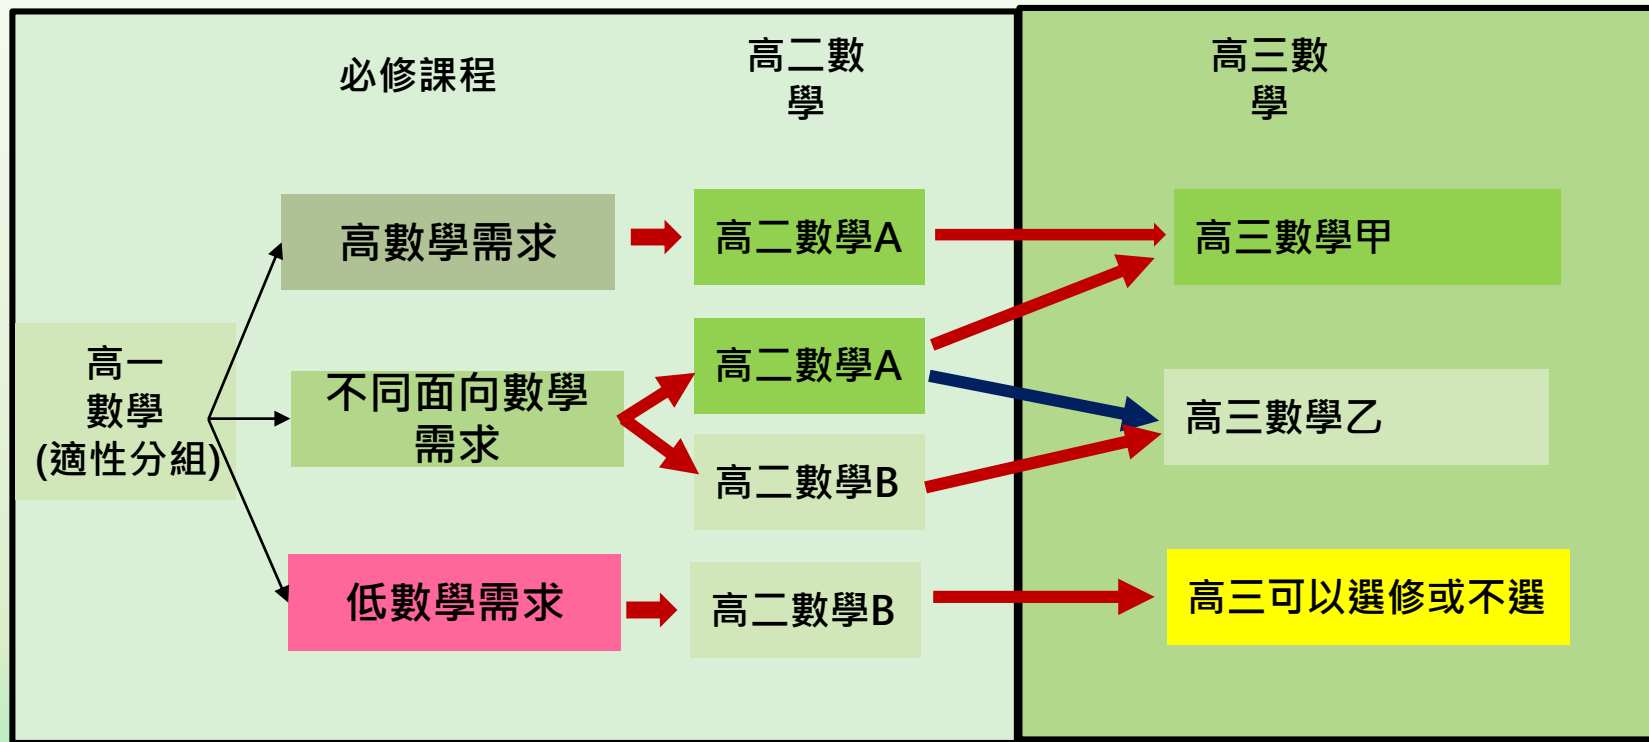 必修課程
高二數
學
高三數
學
高一
數學
(適性分組)
高數學需求
高二數學A
高三數學甲
不同面向數學
需求
高二數學A
高二數學B
高三數學乙
低數學需求
高二數學B
高三可以選修或不選